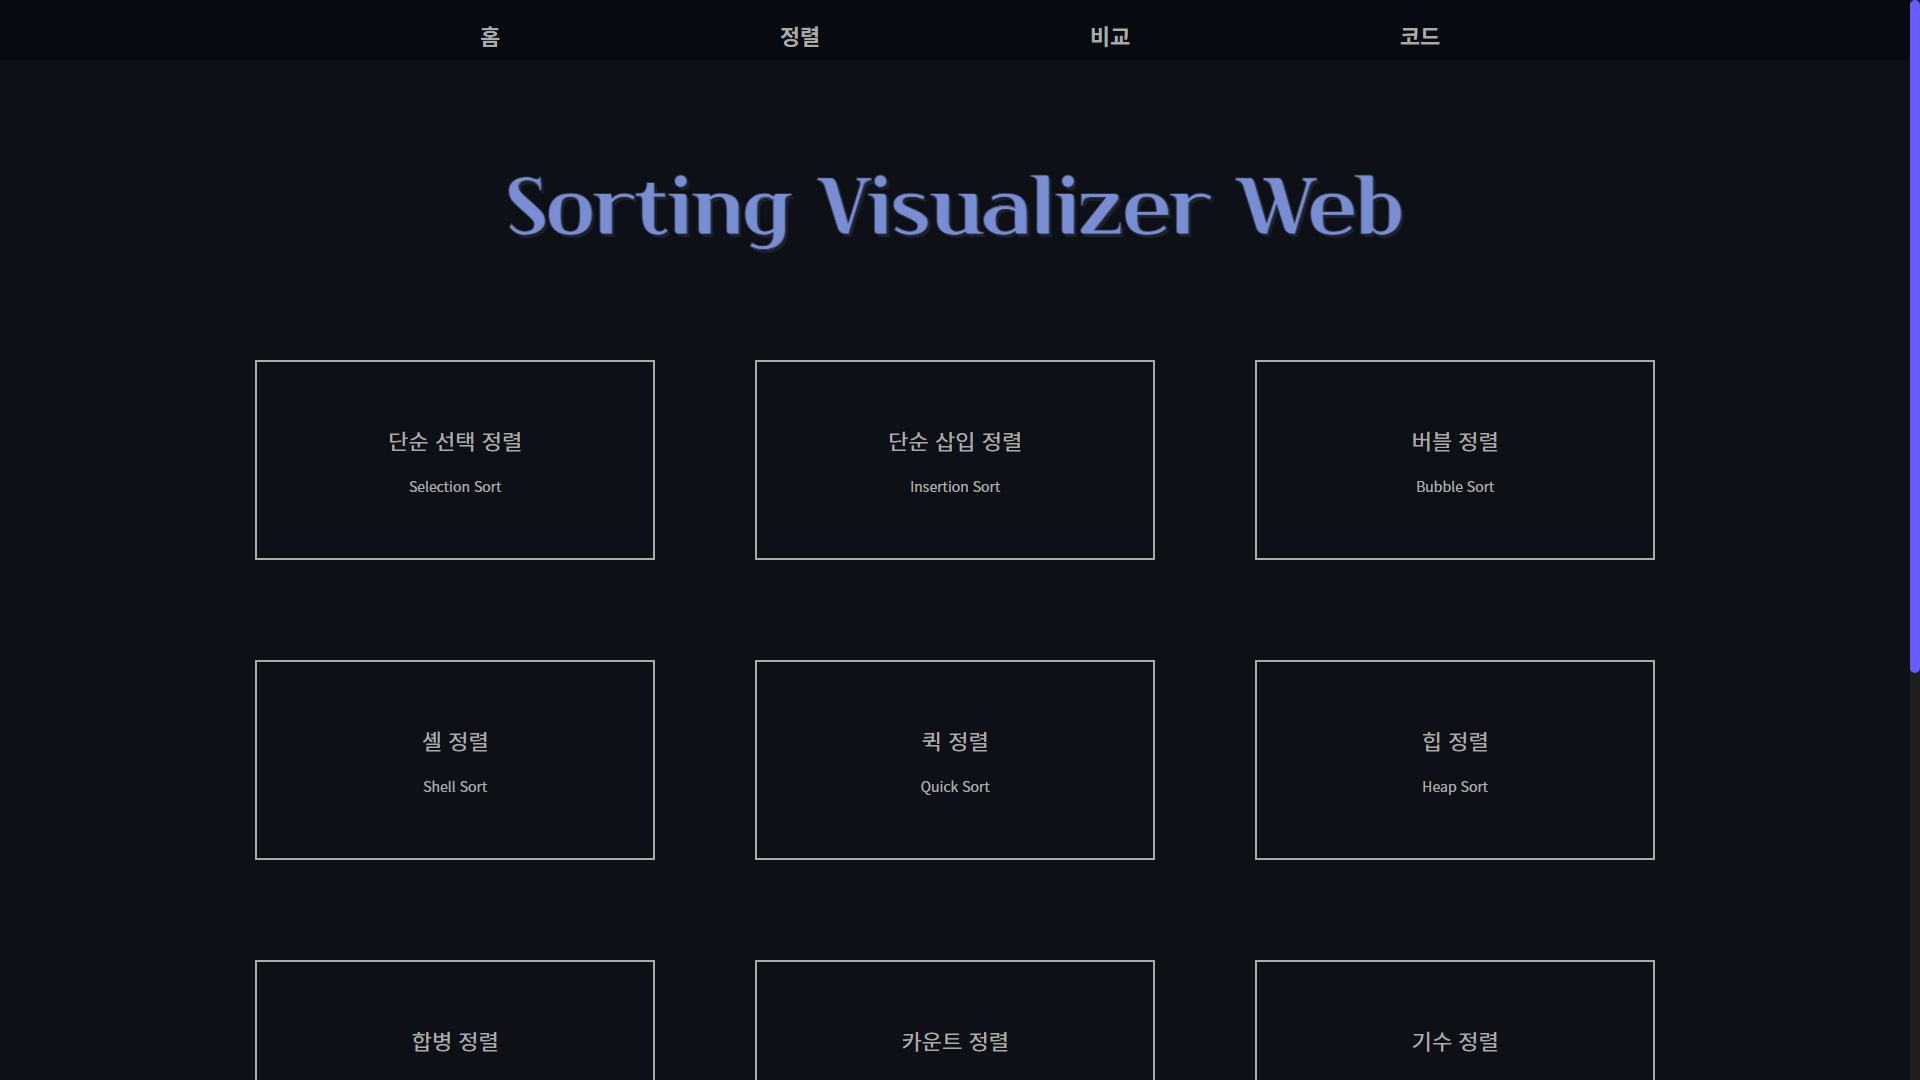 홈 정렬 비교 코드
Sorting Visualizer Web
단순 선택 정렬
Selection Sort
단순 삽입 정렬
Insertion Sort
버블 정렬
Bubble Sort
셸 정렬
Shell Sort
퀵 정렬
Quick Sort
힙 정렬
Heap Sort
합병 정렬
카운트 정렬
기수 정렬